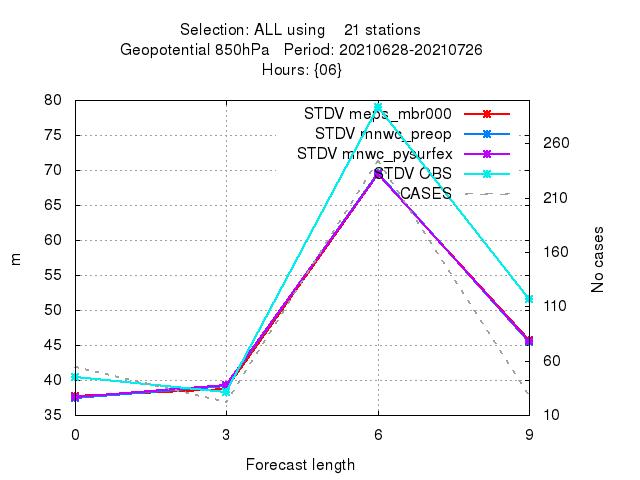 Selection: ALL using 21 stations
Geopotential 850hPa Period: 20210628-20210726
Hours: {06}
STDV meps_mbr000
STDV mnwc_preop
STDV mnwc_pysurfex
STDV OBS
CASES
80
75
70
65
60
55
50
45
40
35
m
260
210
160
110
60
10
No cases
0 3 6 9
Forecast length